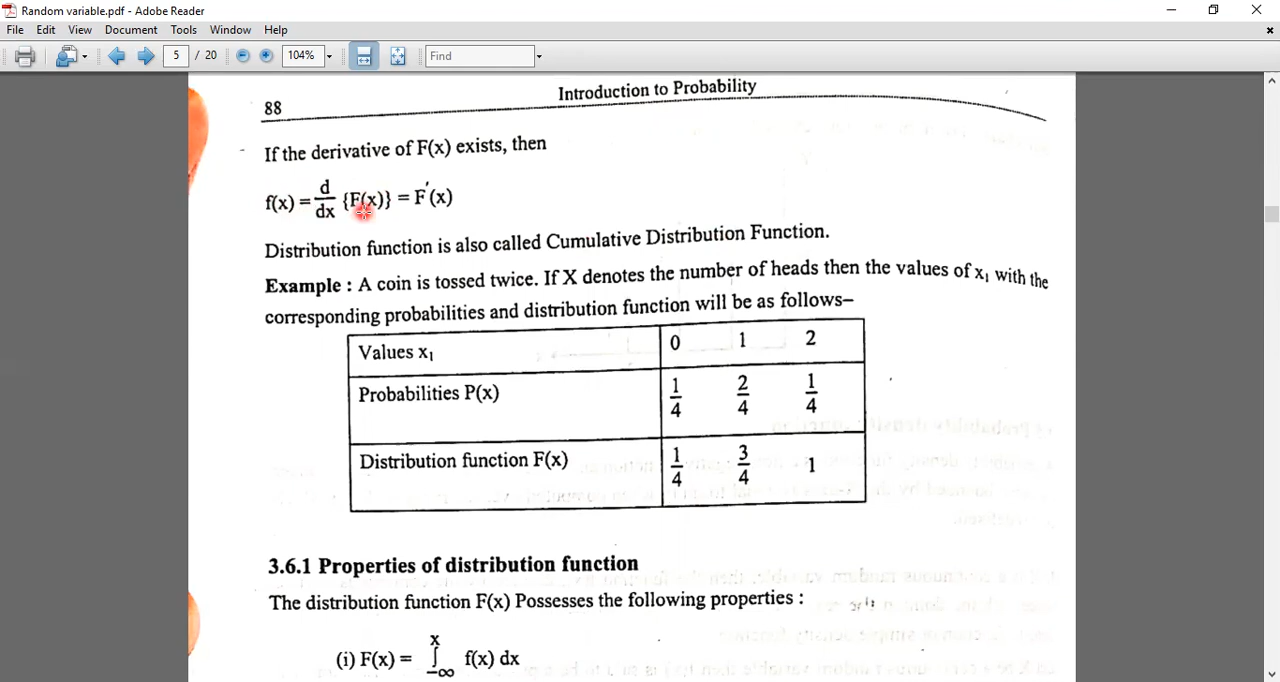 Random variable.pdf - Adobe Reader
File Edit View Document Tools Window Help
5 / 20 104% Find
88 Introduction to Probability
If the derivative of F(x) exists, then
f(x) = d/dx {F(x)} = F'(x)
Distribution function is also called Cumulative Distribution Function.
Example : A coin is tossed twice. If X denotes the number of heads then the values of x₁ with the
corresponding probabilities and distribution function will be as follows–
Values x₁ 0 1 2
Probabilities P(x) 1/4 2/4 1/4
Distribution function F(x) 1/4 3/4 1
3.6.1 Properties of distribution function
The distribution function F(x) Possesses the following properties :
(i) F(x) = ∫_{-∞}^{x} f(x) dx